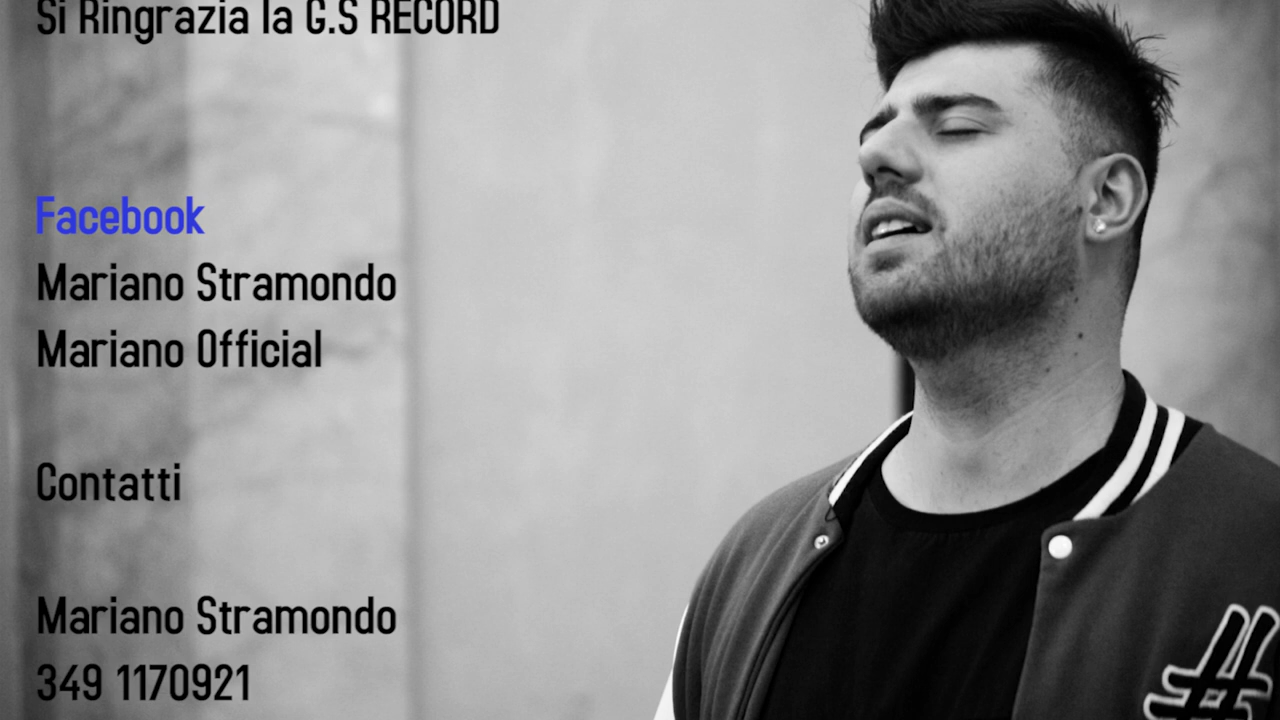 Si Ringrazia la G.S RECORD
Facebook
Mariano Stramondo
Mariano Official
Contatti
Mariano Stramondo
349 1170921
#